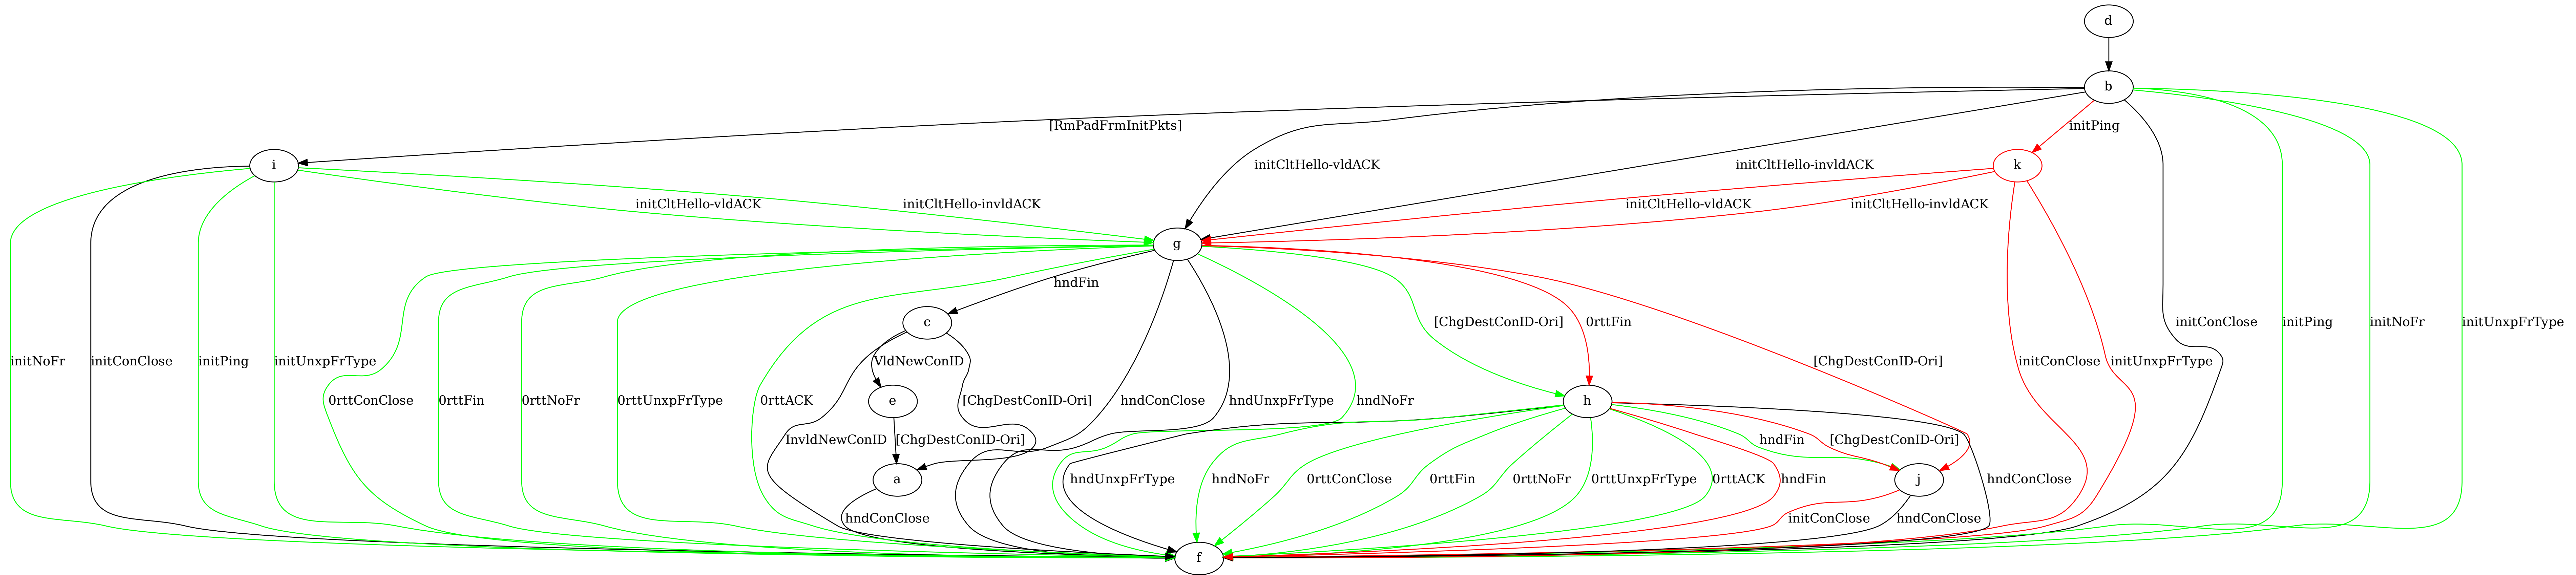 d
b
[RmPadFrmInitPkts]
initPing
i
initCltHello-vldACK
initCltHello-invldACK
k
initCltHello-vldACK
initCltHello-invldACK
initCltHello-vldACK
initCltHello-invldACK
g
hndFin
c
[ChgDestConID-Ori]
0rttFin
initConClose
initPing
initNoFr
initUnxpFrType
initNoFr
initConClose
initPing
initUnxpFrType
VldNewConID
[ChgDestConID-Ori]
initConClose
initUnxpFrType
0rttConClose
0rttFin
0rttNoFr
0rttUnxpFrType
0rttACK
e
[ChgDestConID-Ori]
hndConClose
hndUnxpFrType
hndNoFr
h
InvldNewConID
[ChgDestConID-Ori]
hndFin
[ChgDestConID-Ori]
a
hndUnxpFrType
hndNoFr
0rttConClose
0rttFin
0rttNoFr
0rttUnxpFrType
0rttACK
hndFin
j
hndConClose
hndConClose
initConClose
hndConClose
f